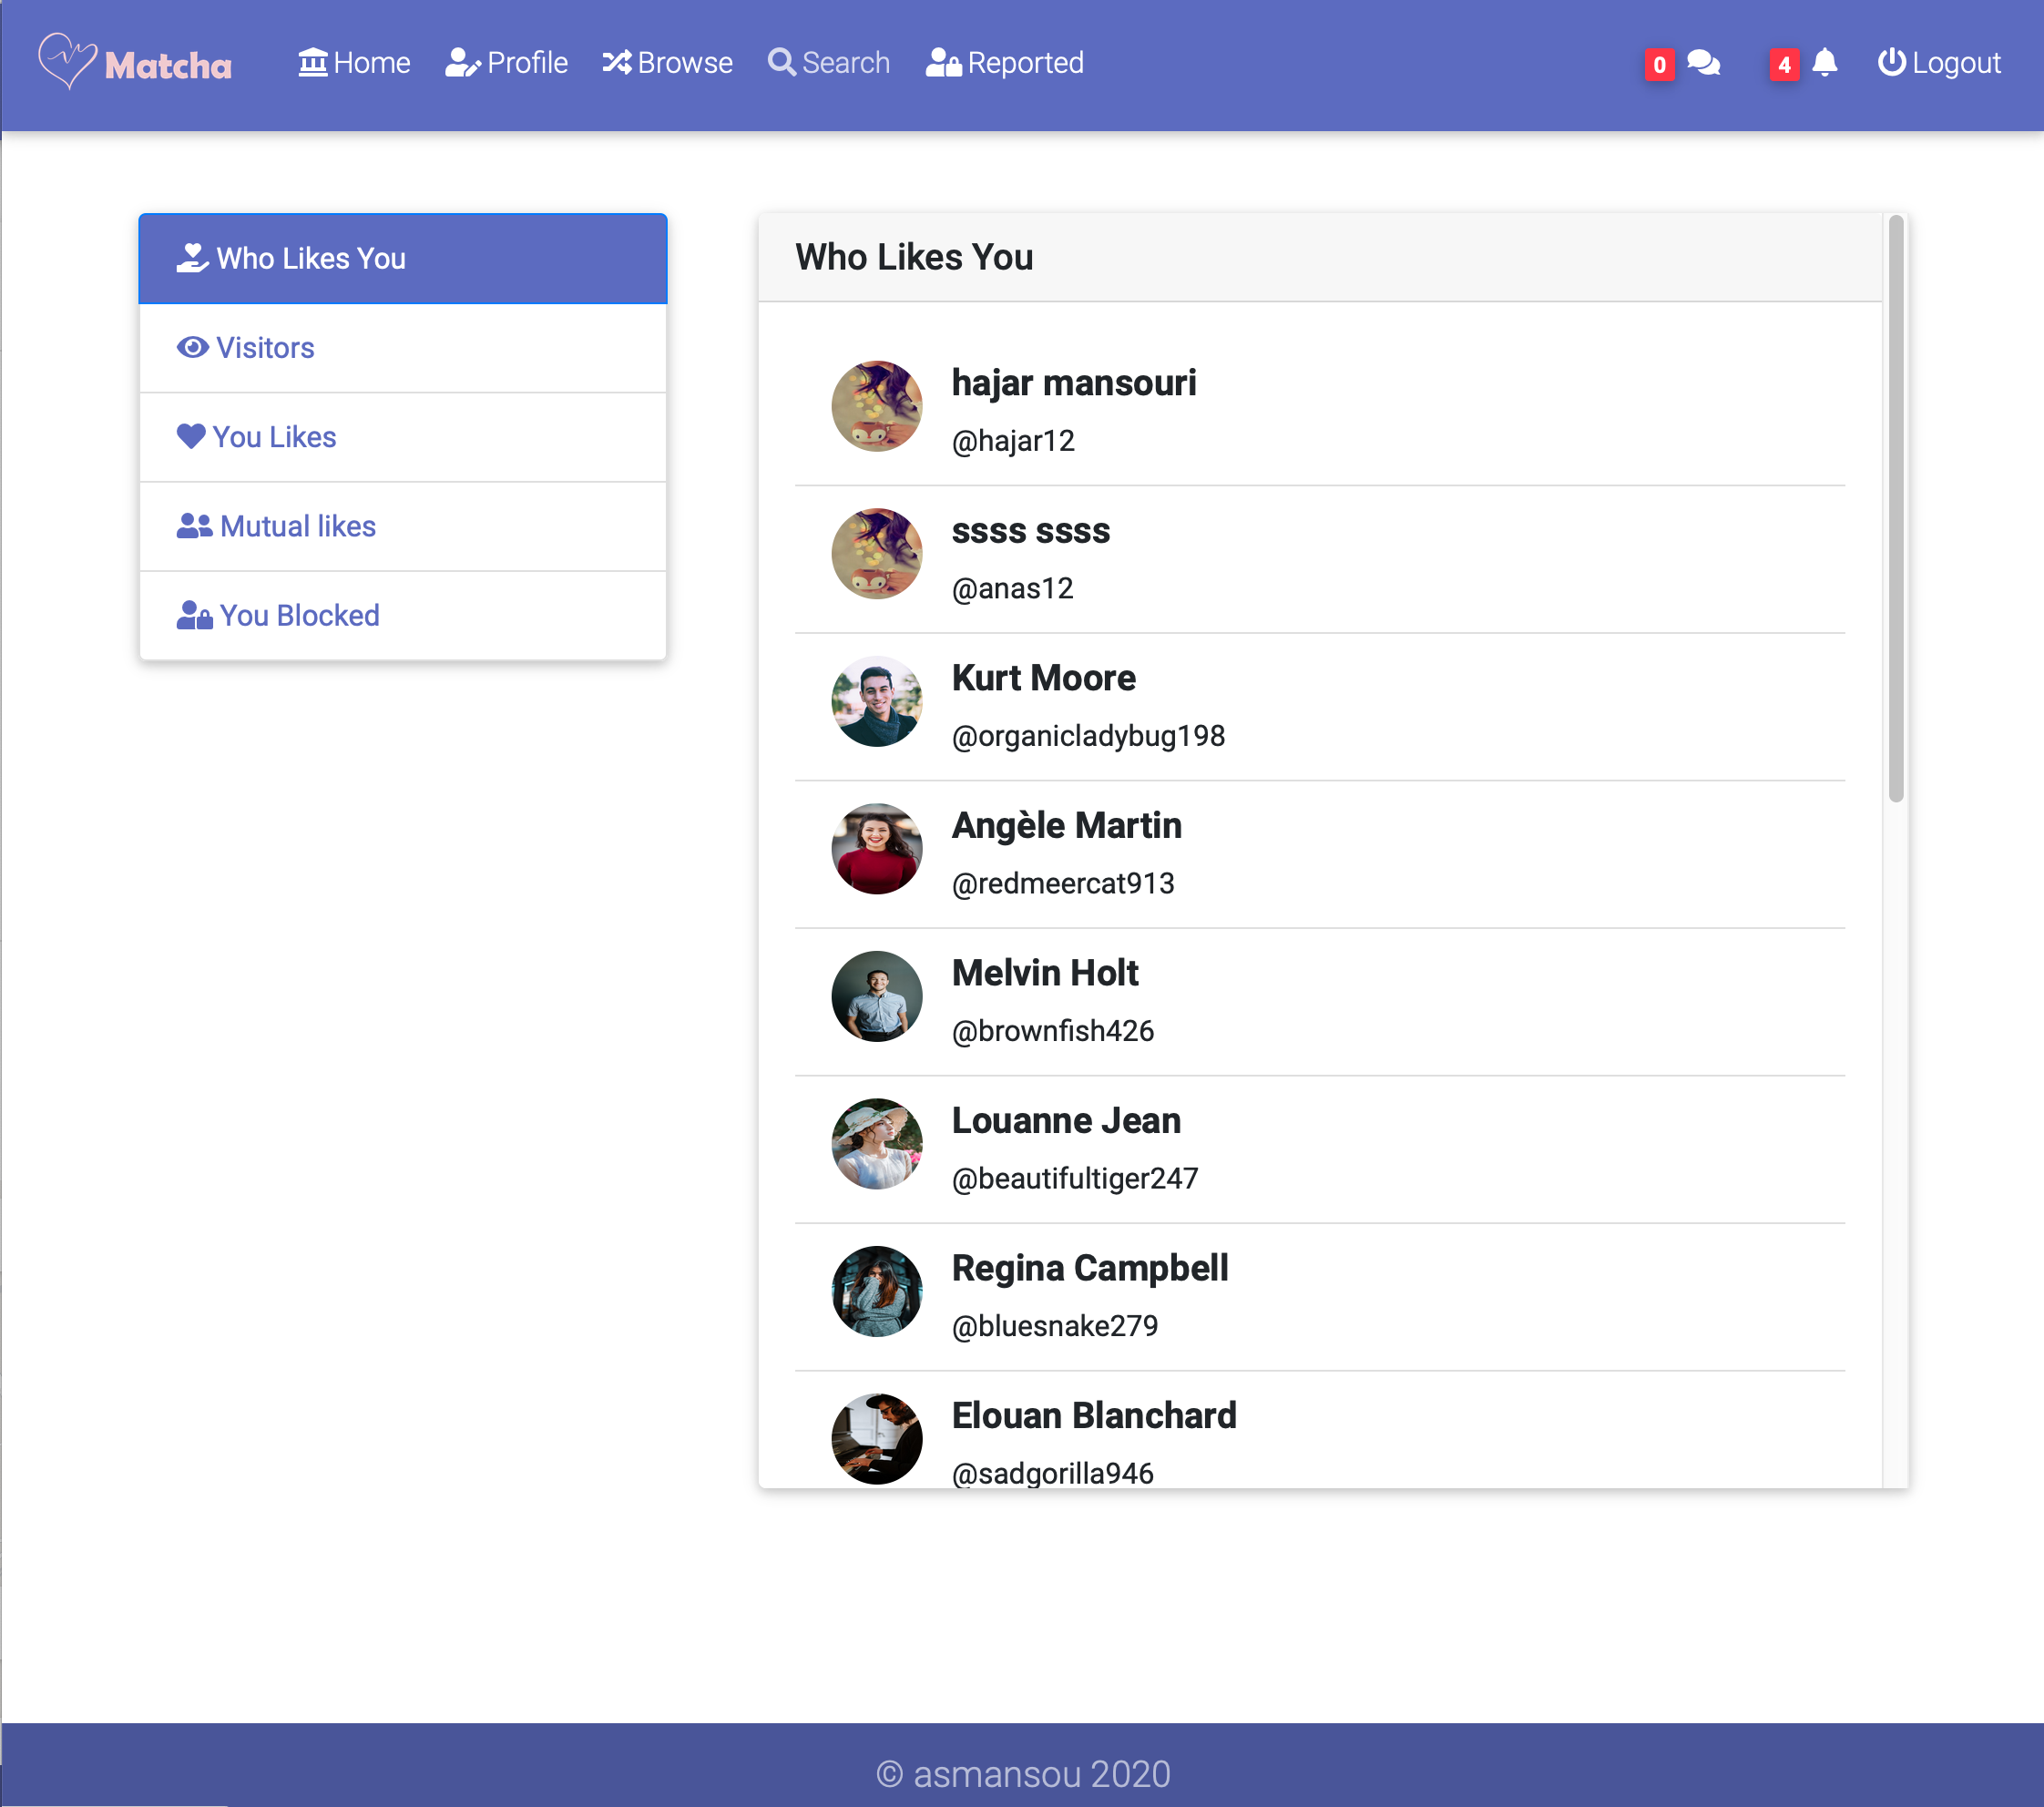 Matcha Home Profile Browse Search Reported 0 4 Logout
Who Likes You
Visitors
You Likes
Mutual likes
You Blocked
Who Likes You
hajar mansouri
@hajar12
ssss ssss
@anas12
Kurt Moore
@organicladybug198
Angèle Martin
@redmeercat913
Melvin Holt
@brownfish426
Louanne Jean
@beautifultiger247
Regina Campbell
@bluesnake279
Elouan Blanchard
@sadgorilla946
© asmansou 2020